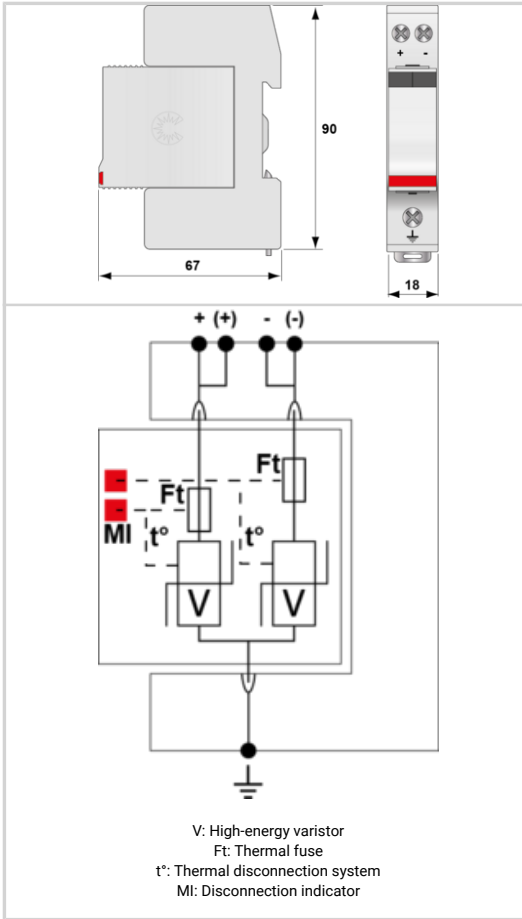 + -
90
67
18
+ (+) - (-)
Ft
Ft
MI t° t°
V V
V: High-energy varistor
Ft: Thermal fuse
t°: Thermal disconnection system
MI: Disconnection indicator